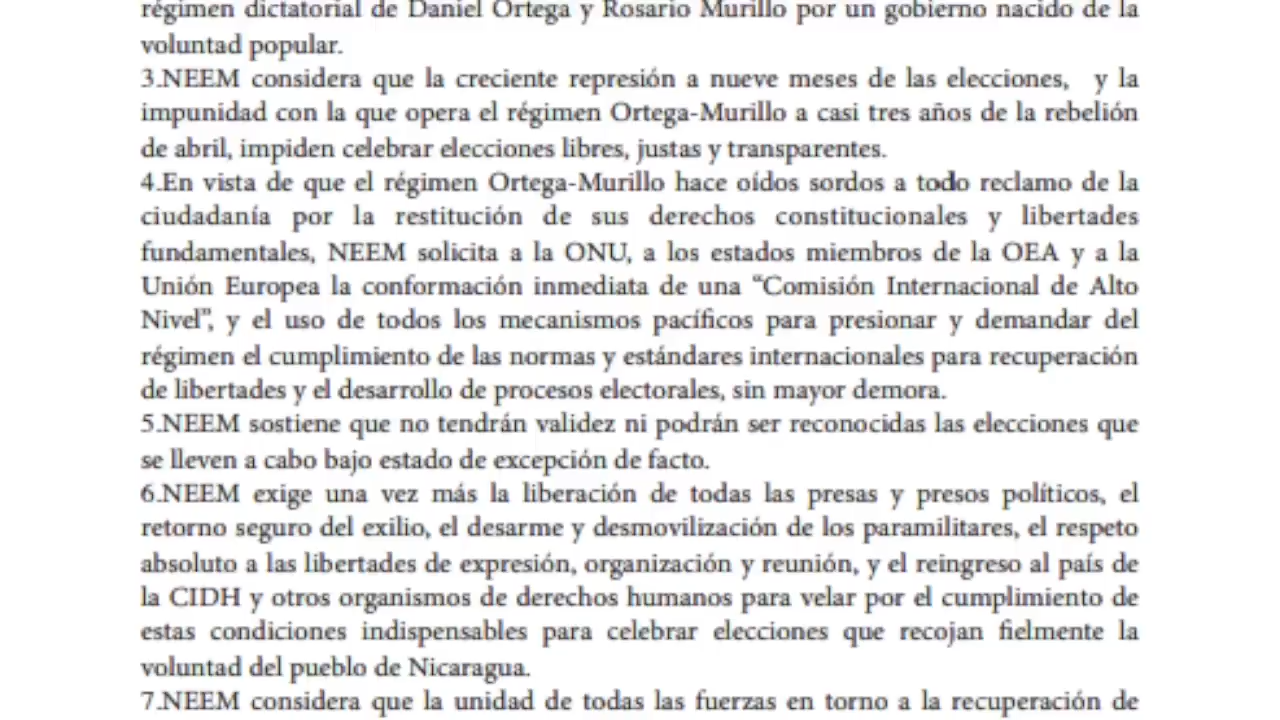 régimen dictatorial de Daniel Ortega y Rosario Murillo por un gobierno nacido de la
voluntad popular.
3.NEEM considera que la creciente represión a nueve meses de las elecciones, y la
impunidad con la que opera el régimen Ortega-Murillo a casi tres años de la rebelión
de abril, impiden celebrar elecciones libres, justas y transparentes.
4.En vista de que el régimen Ortega-Murillo hace oídos sordos a todo reclamo de la
ciudadanía por la restitución de sus derechos constitucionales y libertades
fundamentales, NEEM solicita a la ONU, a los estados miembros de la OEA y a la
Unión Europea la conformación inmediata de una “Comisión Internacional de Alto
Nivel”, y el uso de todos los mecanismos pacíficos para presionar y demandar del
régimen el cumplimiento de las normas y estándares internacionales para recuperación
de libertades y el desarrollo de procesos electorales, sin mayor demora.
5.NEEM sostiene que no tendrán validez ni podrán ser reconocidas las elecciones que
se lleven a cabo bajo estado de excepción de facto.
6.NEEM exige una vez más la liberación de todas las presas y presos políticos, el
retorno seguro del exilio, el desarme y desmovilización de los paramilitares, el respeto
absoluto a las libertades de expresión, organización y reunión, y el reingreso al país de
la CIDH y otros organismos de derechos humanos para velar por el cumplimiento de
estas condiciones indispensables para celebrar elecciones que recojan fielmente la
voluntad del pueblo de Nicaragua.
7.NEEM considera que la unidad de todas las fuerzas en torno a la recuperación de